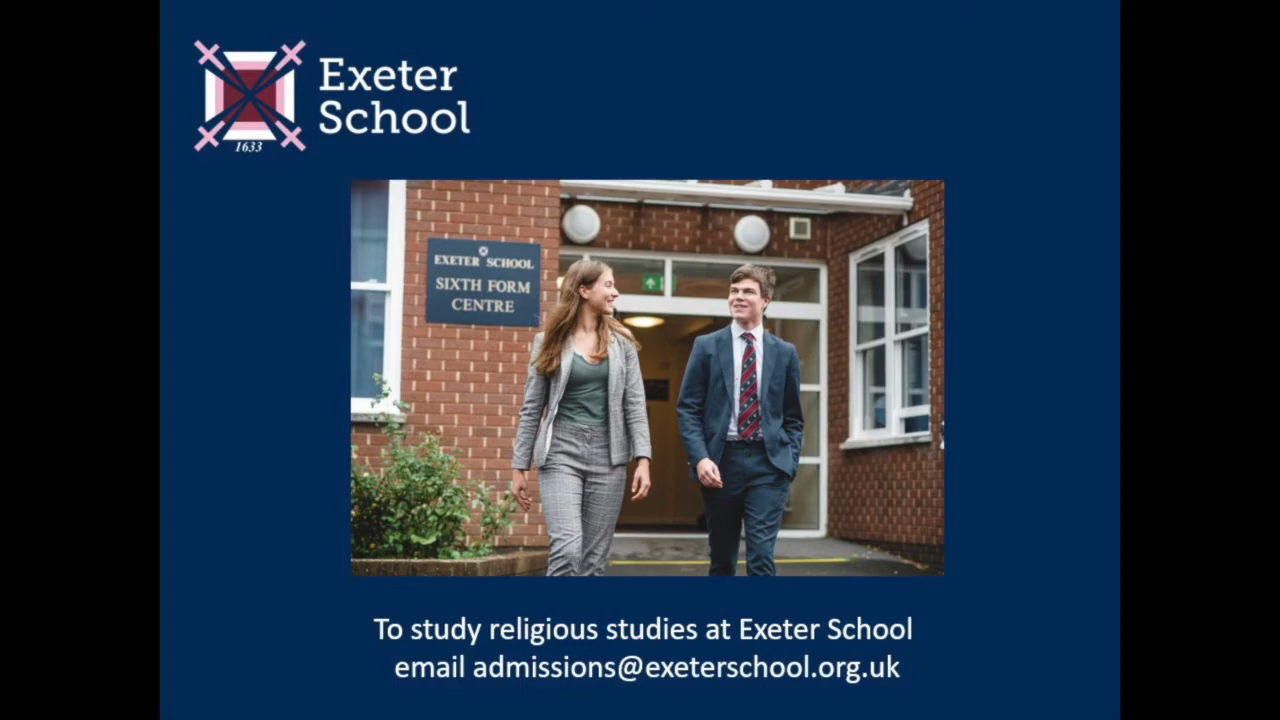 Exeter
School
1633
EXETER SCHOOL
SIXTH FORM
CENTRE
To study religious studies at Exeter School
email admissions@exeterschool.org.uk